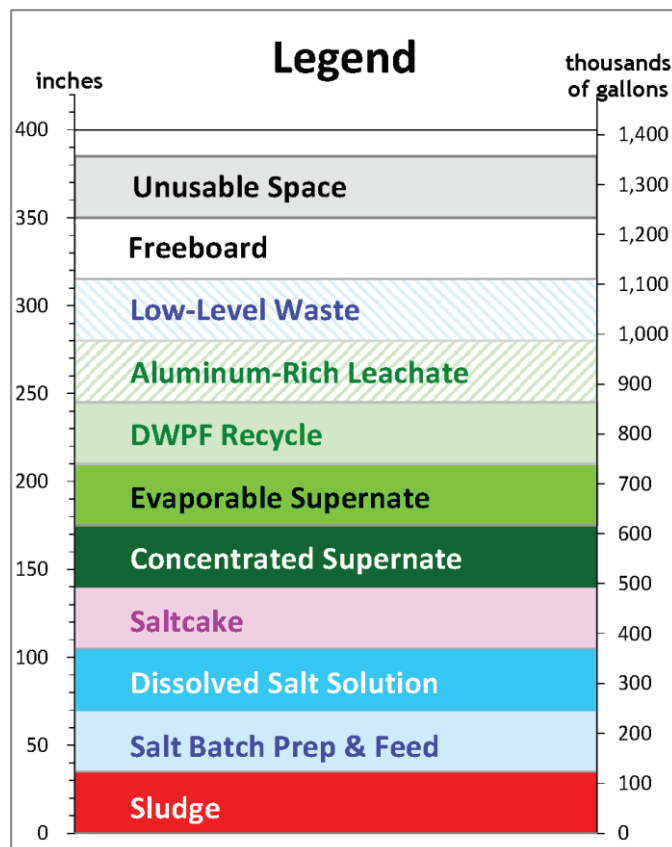 Legend
inches
thousands
of gallons
400
1,400
Unusable Space
1,300
350
Freeboard
1,200
1,100
300
Low-Level Waste
1,000
Aluminum-Rich Leachate
900
250
DWPF Recycle
800
200
700
Evaporable Supernate
600
Concentrated Supernate
150
500
Saltcake
400
100
Dissolved Salt Solution
300
200
50
Salt Batch Prep & Feed
100
Sludge
0
0